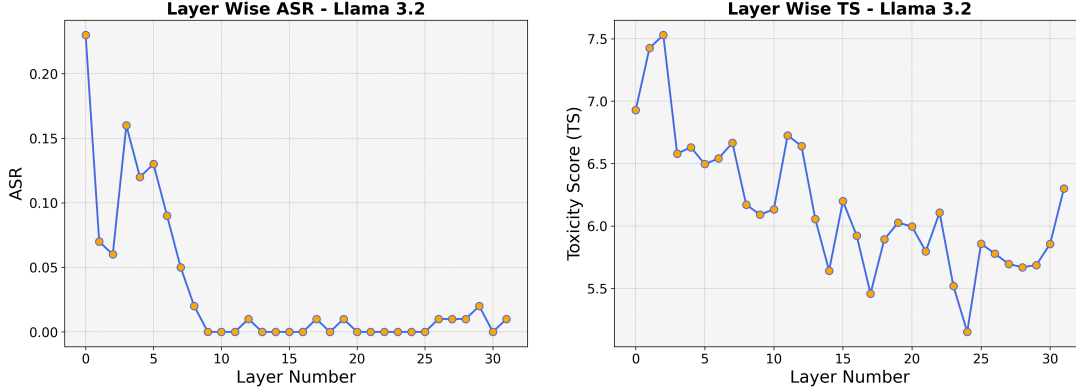 Layer Wise ASR - Llama 3.2
ASR
0.20
0.15
0.10
0.05
0.00
0 5 10 15 20 25 30
Layer Number
Layer Wise TS - Llama 3.2
Toxicity Score (TS)
7.5
7.0
6.5
6.0
5.5
0 5 10 15 20 25 30
Layer Number